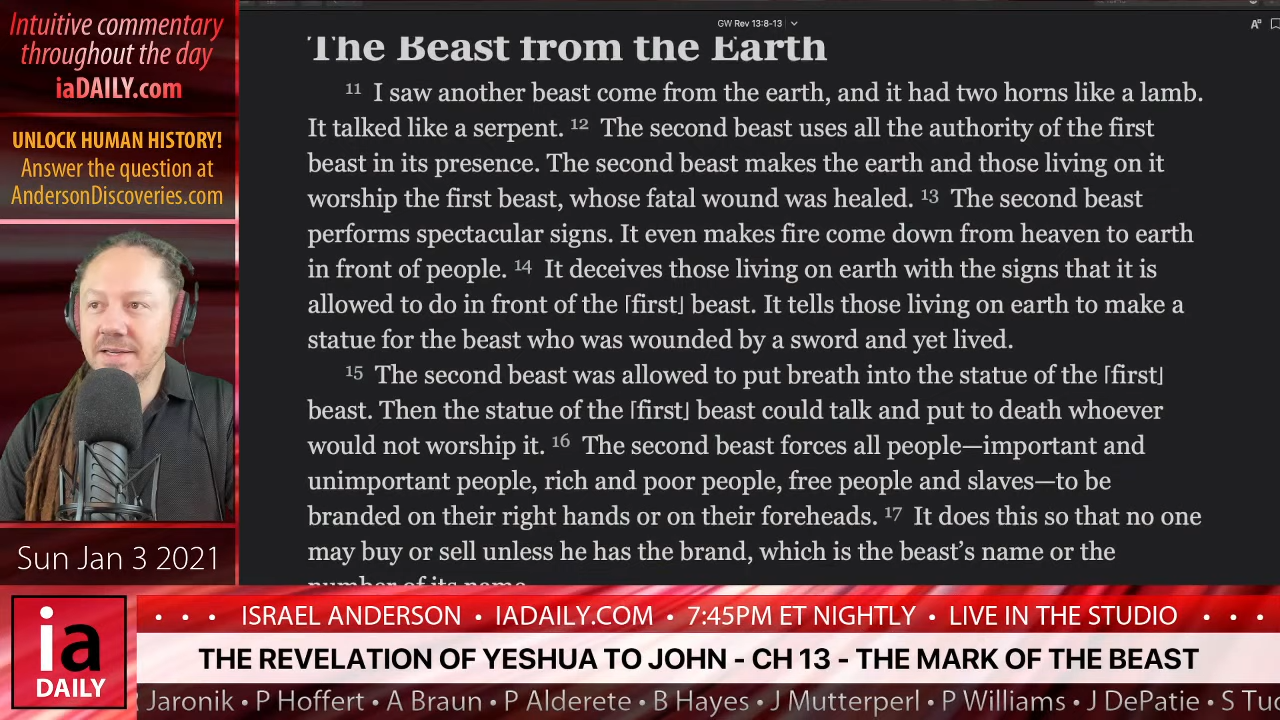 Intuitive commentary
throughout the day
iaDAILY.com
UNLOCK HUMAN HISTORY!
Answer the question at
AndersonDiscoveries.com
Sun Jan 3 2021
GW Rev 13:8-13
The Beast from the Earth
11 I saw another beast come from the earth, and it had two horns like a lamb.
It talked like a serpent. 12 The second beast uses all the authority of the first
beast in its presence. The second beast makes the earth and those living on it
worship the first beast, whose fatal wound was healed. 13 The second beast
performs spectacular signs. It even makes fire come down from heaven to earth
in front of people. 14 It deceives those living on earth with the signs that it is
allowed to do in front of the ⌈first⌋ beast. It tells those living on earth to make a
statue for the beast who was wounded by a sword and yet lived.
15 The second beast was allowed to put breath into the statue of the ⌈first⌋
beast. Then the statue of the ⌈first⌋ beast could talk and put to death whoever
would not worship it. 16 The second beast forces all people—important and
unimportant people, rich and poor people, free people and slaves—to be
branded on their right hands or on their foreheads. 17 It does this so that no one
may buy or sell unless he has the brand, which is the beast's name or the
number of its name.
ia
DAILY
• • • ISRAEL ANDERSON • IADAILY.COM • 7:45PM ET NIGHTLY • LIVE IN THE STUDIO • • •
THE REVELATION OF YESHUA TO JOHN - CH 13 - THE MARK OF THE BEAST
Jaronik • P Hoffert • A Braun • P Alderete • B Hayes • J Mutterperl • P Williams • J DePatie • S